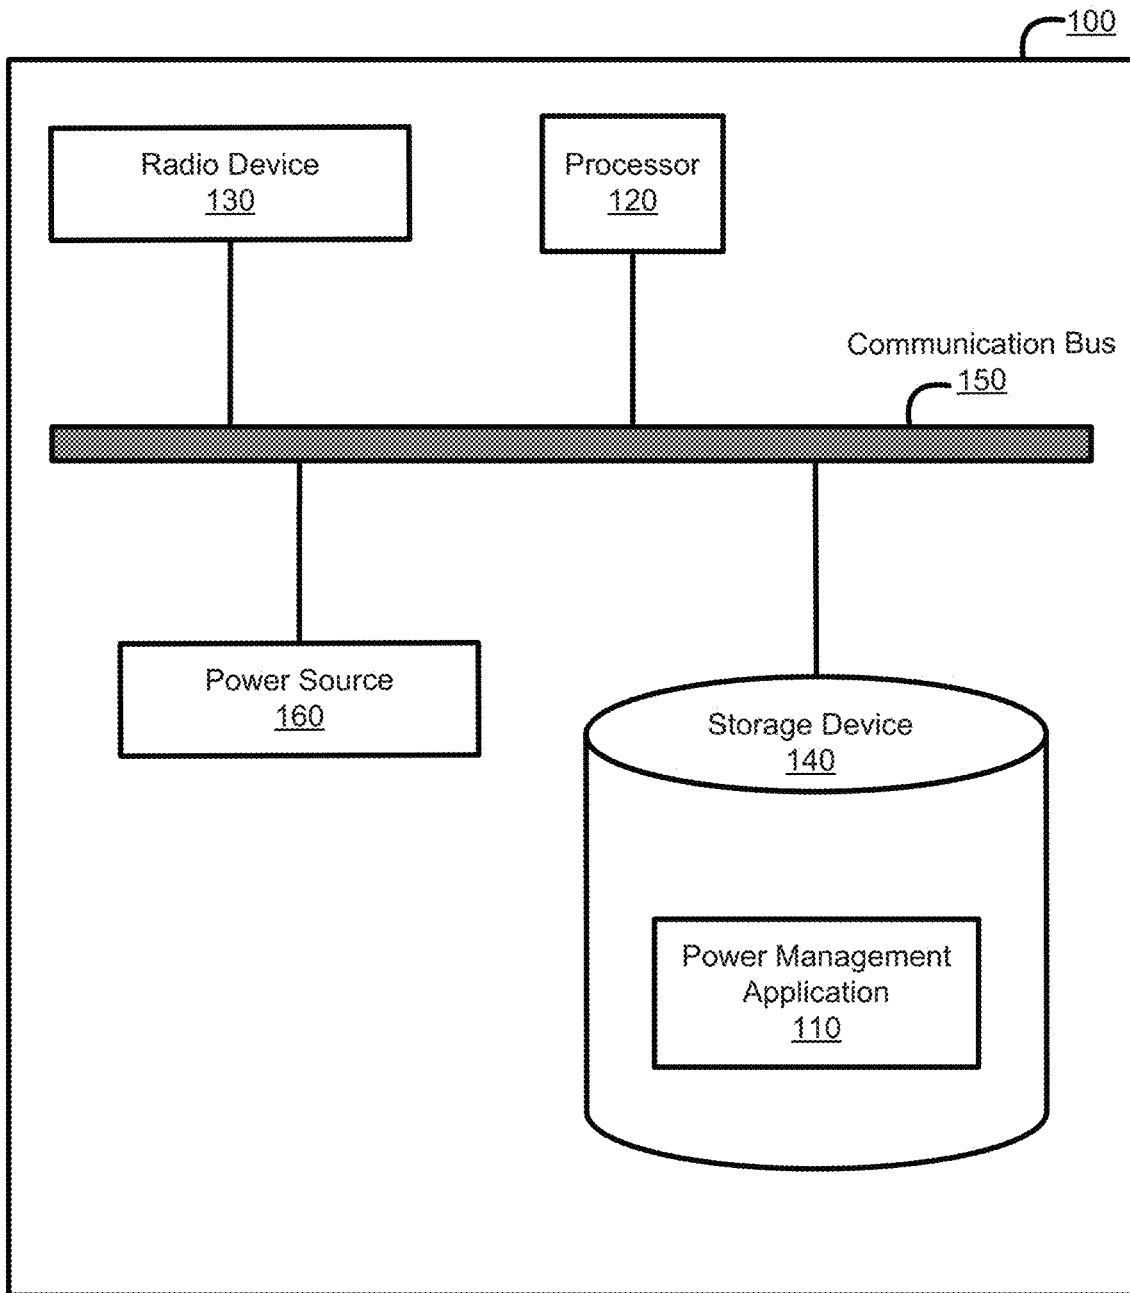 100
Radio Device
130
Processor
120
Communication Bus
150
Power Source
160
Storage Device
140
Power Management
Application
110